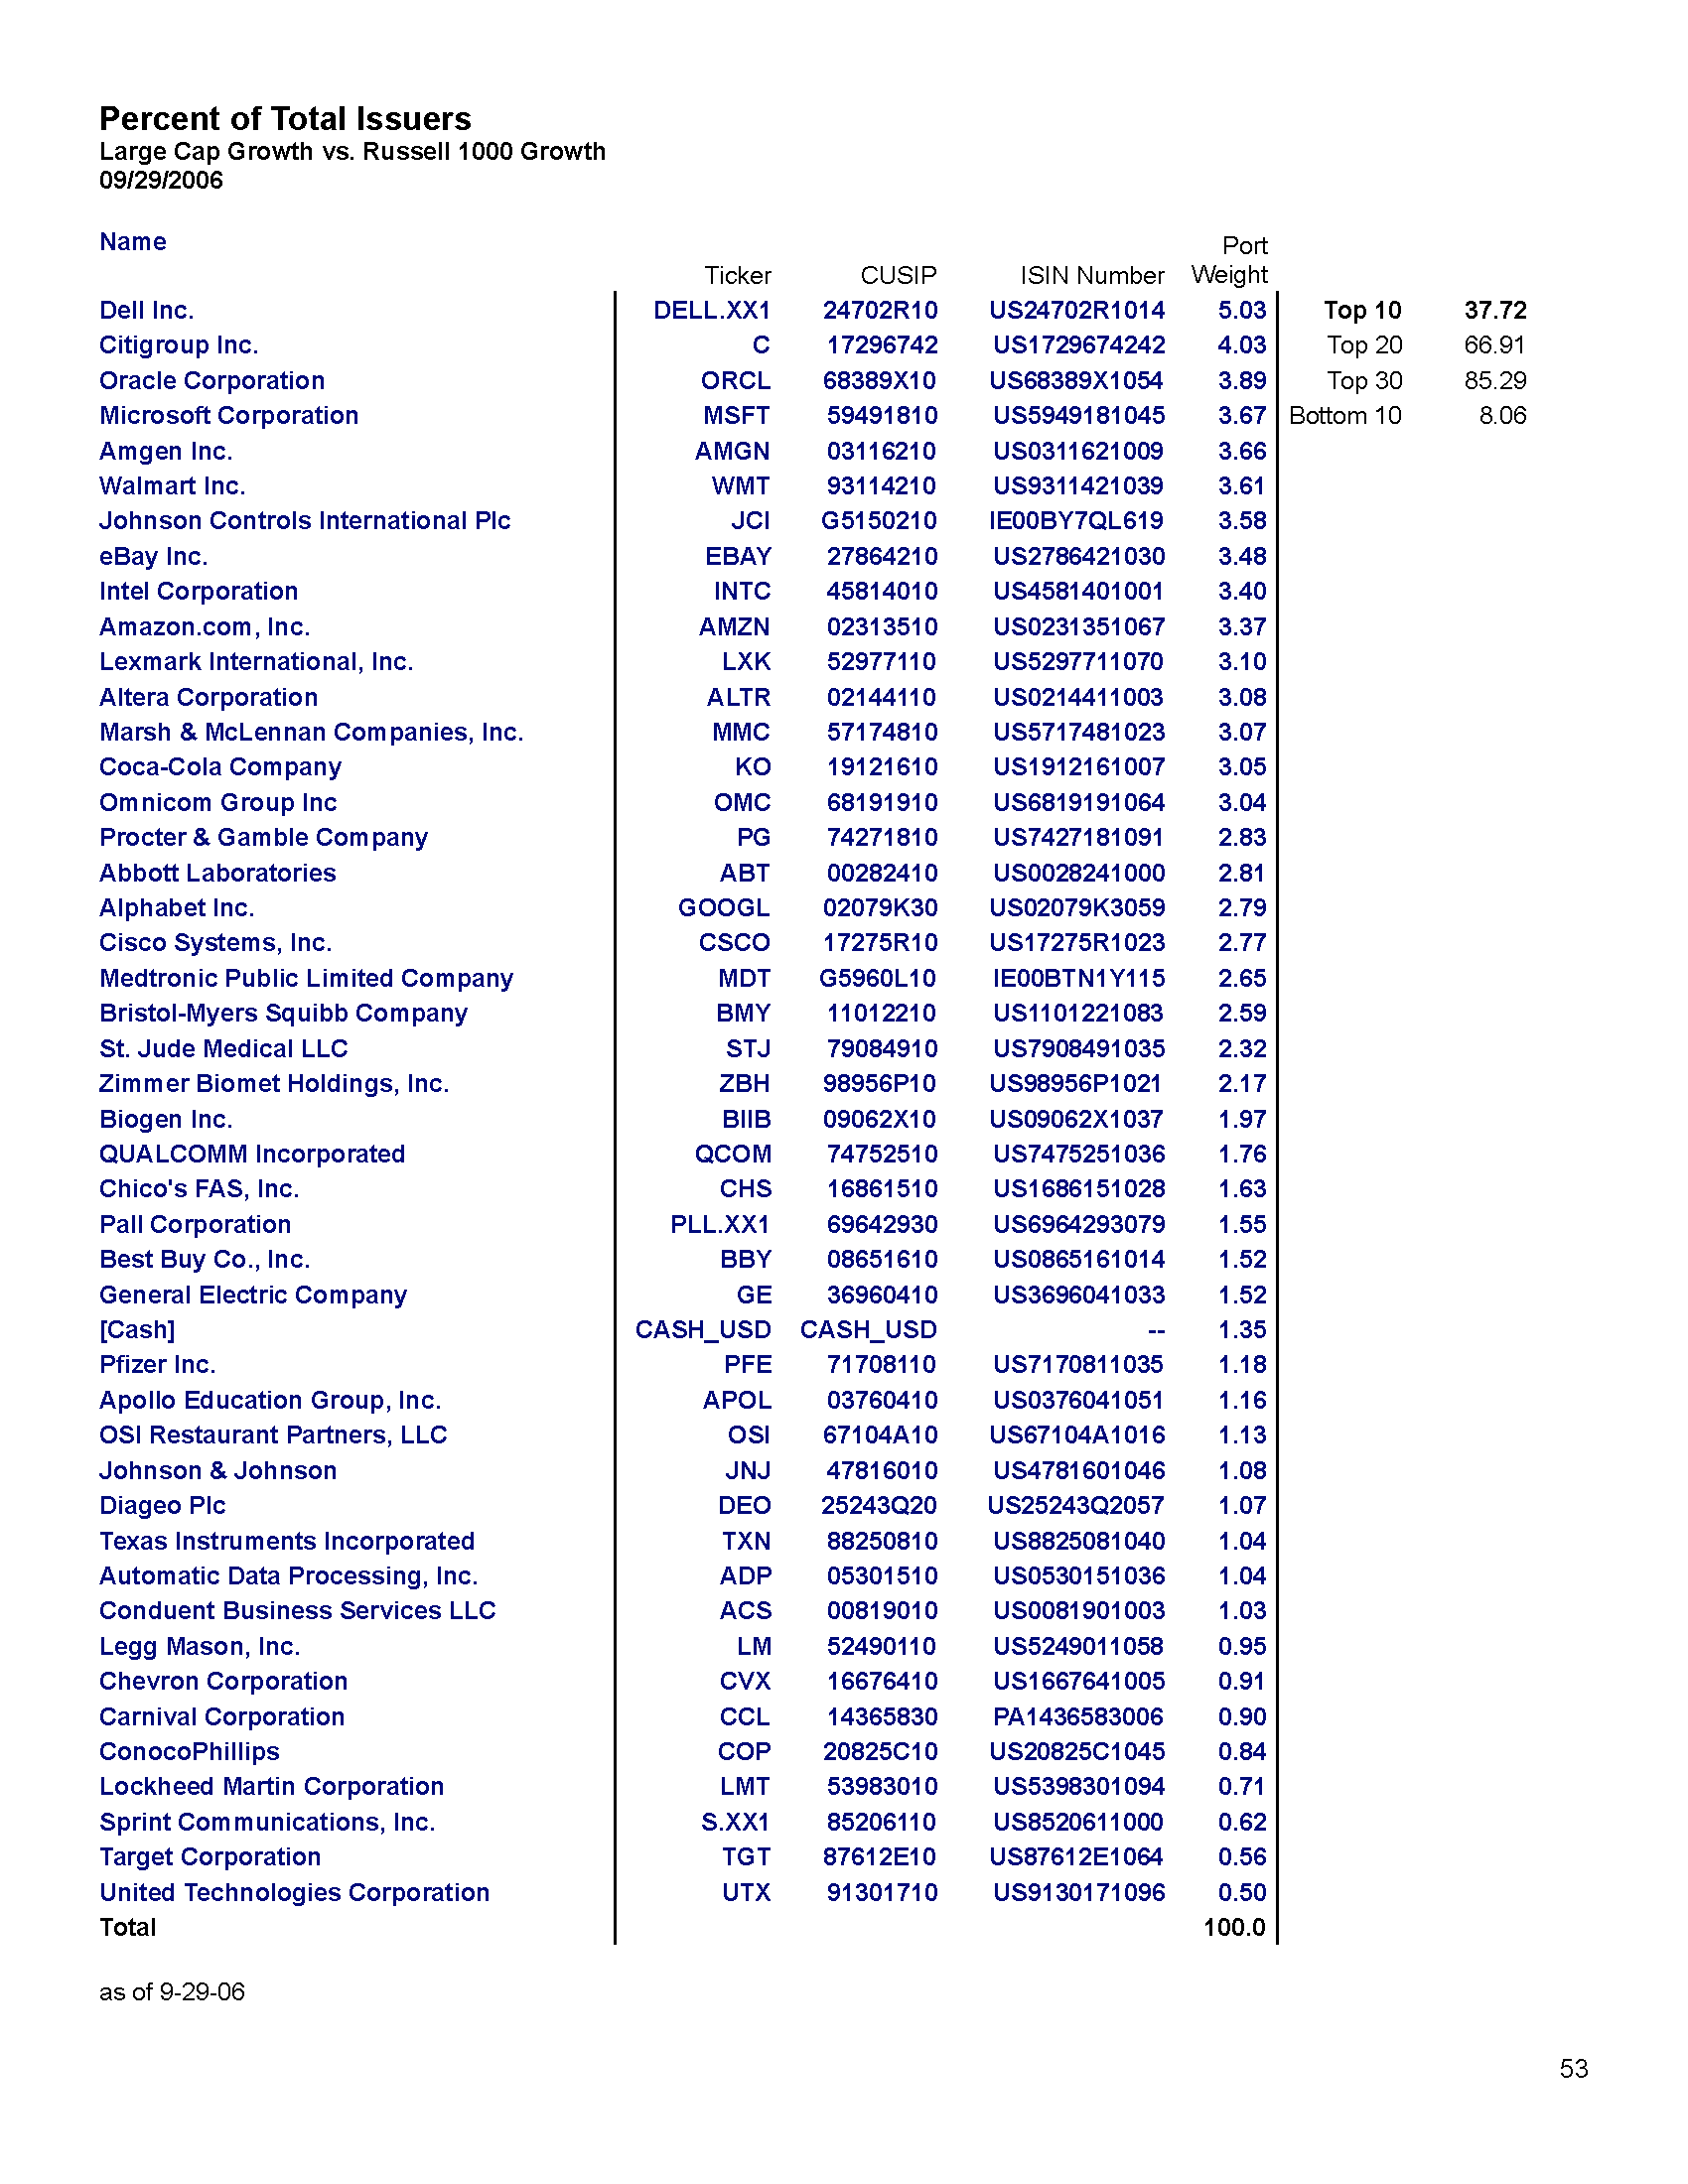 Percent of Total Issuers
Large Cap Growth vs. Russell 1000 Growth
09/29/2006
Name Ticker CUSIP ISIN Number Port Weight
Dell Inc. DELL.XX1 24702R10 US24702R1014 5.03 Top 10 37.72
Citigroup Inc. C 17296742 US1729674242 4.03 Top 20 66.91
Oracle Corporation ORCL 68389X10 US68389X1054 3.89 Top 30 85.29
Microsoft Corporation MSFT 59491810 US5949181045 3.67 Bottom 10 8.06
Amgen Inc. AMGN 03116210 US0311621009 3.66
Walmart Inc. WMT 93114210 US9311421039 3.61
Johnson Controls International Plc JCI G5150210 IE00BY7QL619 3.58
eBay Inc. EBAY 27864210 US2786421030 3.48
Intel Corporation INTC 45814010 US4581401001 3.40
Amazon.com, Inc. AMZN 02313510 US0231351067 3.37
Lexmark International, Inc. LXK 52977110 US5297711070 3.10
Altera Corporation ALTR 02144110 US0214411003 3.08
Marsh & McLennan Companies, Inc. MMC 57174810 US5717481023 3.07
Coca-Cola Company KO 19121610 US1912161007 3.05
Omnicom Group Inc OMC 68191910 US6819191064 3.04
Procter & Gamble Company PG 74271810 US7427181091 2.83
Abbott Laboratories ABT 00282410 US0028241000 2.81
Alphabet Inc. GOOGL 02079K30 US02079K3059 2.79
Cisco Systems, Inc. CSCO 17275R10 US17275R1023 2.77
Medtronic Public Limited Company MDT G5960L10 IE00BTN1Y115 2.65
Bristol-Myers Squibb Company BMY 11012210 US1101221083 2.59
St. Jude Medical LLC STJ 79084910 US7908491035 2.32
Zimmer Biomet Holdings, Inc. ZBH 98956P10 US98956P1021 2.17
Biogen Inc. BIIB 09062X10 US09062X1037 1.97
QUALCOMM Incorporated QCOM 74752510 US7475251036 1.76
Chico's FAS, Inc. CHS 16861510 US1686151028 1.63
Pall Corporation PLL.XX1 69642930 US6964293079 1.55
Best Buy Co., Inc. BBY 08651610 US0865161014 1.52
General Electric Company GE 36960410 US3696041033 1.52
[Cash] CASH_USD CASH_USD -- 1.35
Pfizer Inc. PFE 71708110 US7170811035 1.18
Apollo Education Group, Inc. APOL 03760410 US0376041051 1.16
OSI Restaurant Partners, LLC OSI 67104A10 US67104A1016 1.13
Johnson & Johnson JNJ 47816010 US4781601046 1.08
Diageo Plc DEO 25243Q20 US25243Q2057 1.07
Texas Instruments Incorporated TXN 88250810 US8825081040 1.04
Automatic Data Processing, Inc. ADP 05301510 US0530151036 1.04
Conduent Business Services LLC ACS 00819010 US0081901003 1.03
Legg Mason, Inc. LM 52490110 US5249011058 0.95
Chevron Corporation CVX 16676410 US1667641005 0.91
Carnival Corporation CCL 14365830 PA1436583006 0.90
ConocoPhillips COP 20825C10 US20825C1045 0.84
Lockheed Martin Corporation LMT 53983010 US5398301094 0.71
Sprint Communications, Inc. S.XX1 85206110 US8520611000 0.62
Target Corporation TGT 87612E10 US87612E1064 0.56
United Technologies Corporation UTX 91301710 US9130171096 0.50
Total 100.0
as of 9-29-06
53